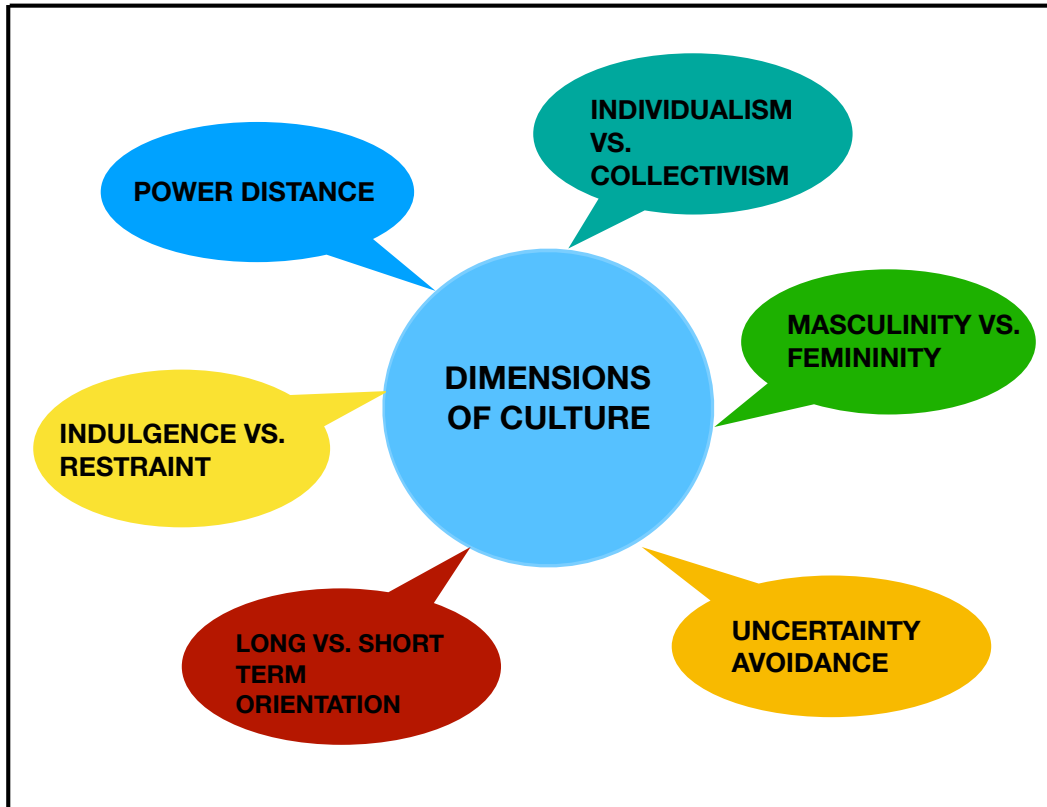 INDIVIDUALISM
VS.
COLLECTIVISM
POWER DISTANCE
MASCULINITY VS.
FEMININITY
DIMENSIONS
OF CULTURE
INDULGENCE VS.
RESTRAINT
LONG VS. SHORT
TERM
ORIENTATION
UNCERTAINTY
AVOIDANCE